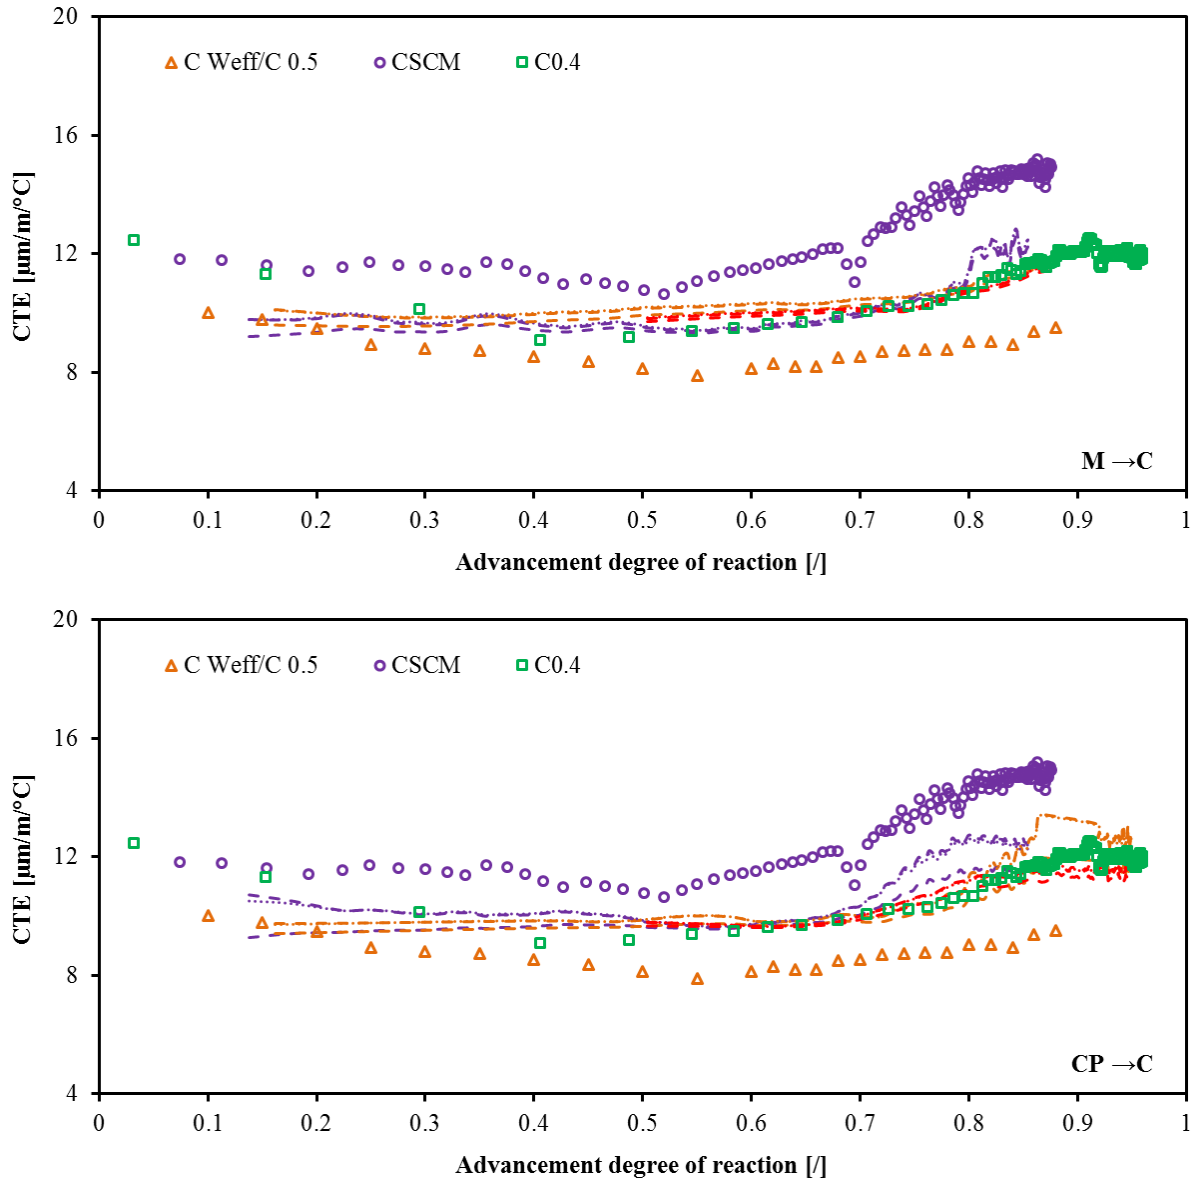 20
C Weff/C 0.5 CSCM C0.4
16
CTE [µm/m/°C]
12
8
M →C
4
0 0.1 0.2 0.3 0.4 0.5 0.6 0.7 0.8 0.9 1
Advancement degree of reaction [/]
20
C Weff/C 0.5 CSCM C0.4
16
CTE [µm/m/°C]
12
8
CP →C
4
0 0.1 0.2 0.3 0.4 0.5 0.6 0.7 0.8 0.9 1
Advancement degree of reaction [/]